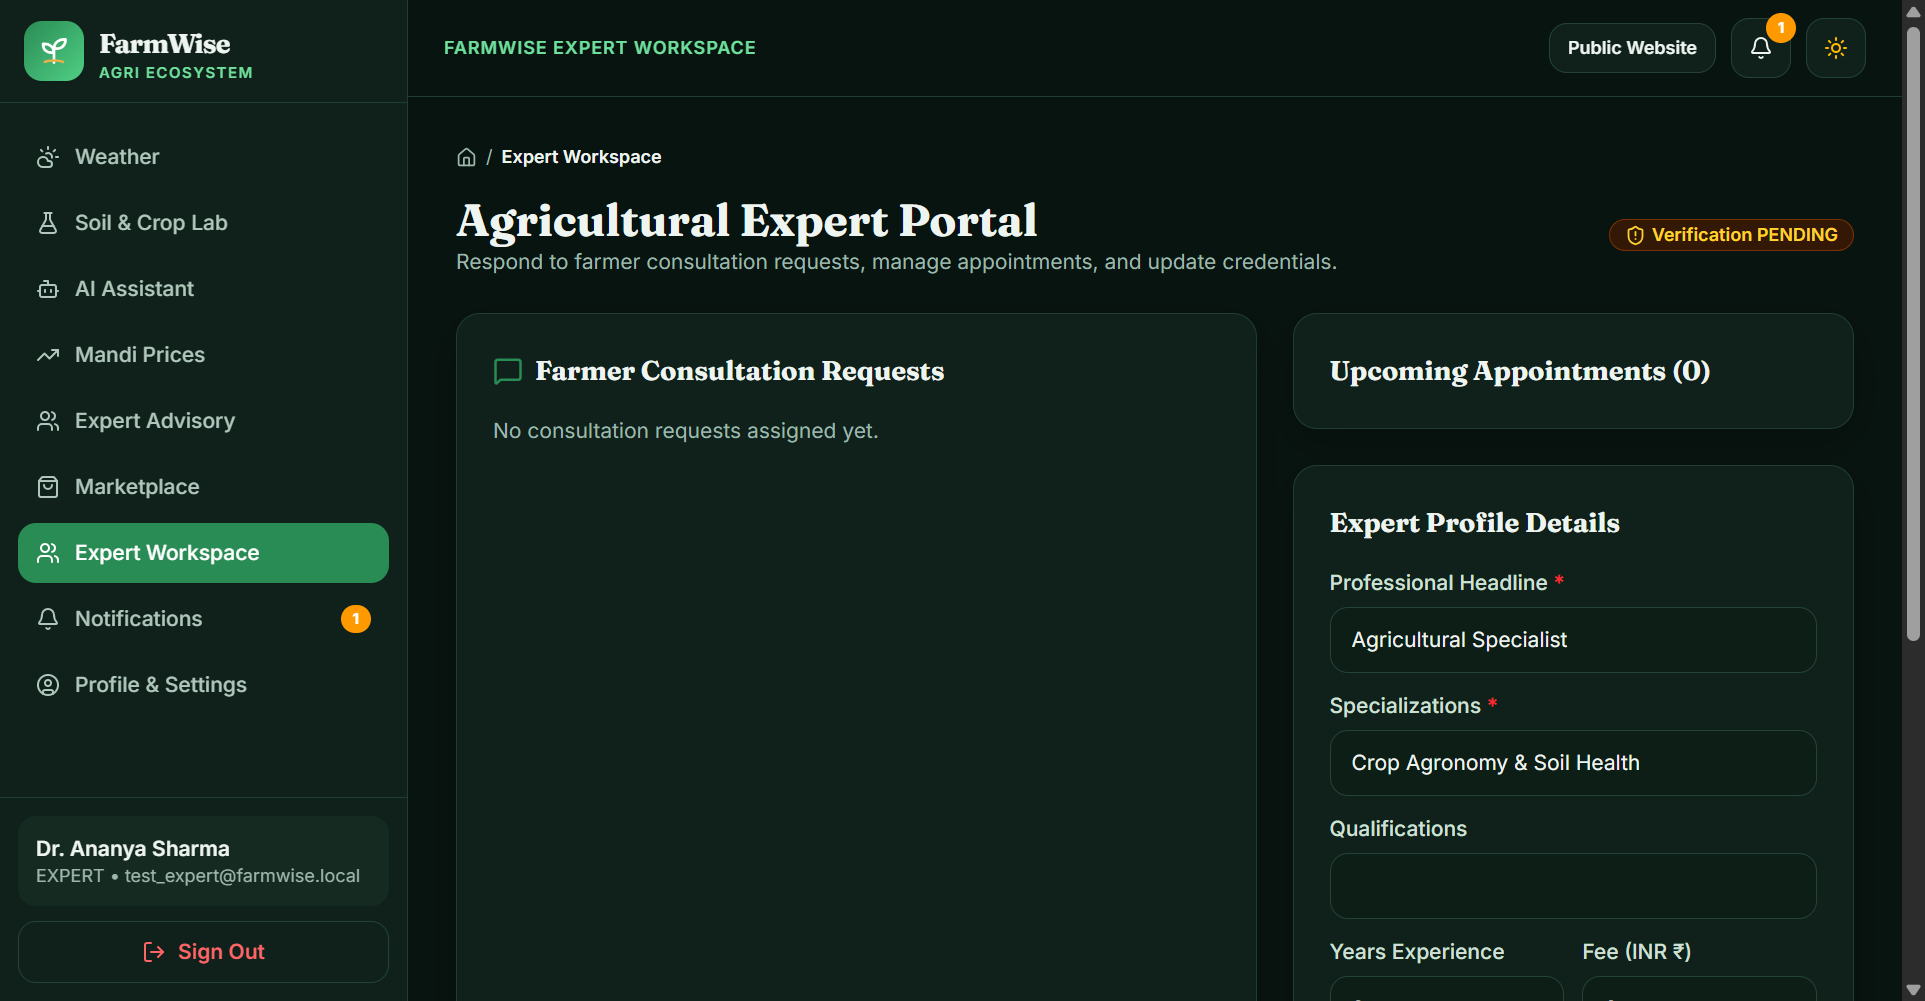 FarmWise
AGRI ECOSYSTEM
Weather
Soil & Crop Lab
AI Assistant
Mandi Prices
Expert Advisory
Marketplace
Expert Workspace
Notifications
1
Profile & Settings
Dr. Ananya Sharma
EXPERT • test_expert@farmwise.local
Sign Out
FARMWISE EXPERT WORKSPACE
Public Website
1
/ Expert Workspace
Agricultural Expert Portal
Respond to farmer consultation requests, manage appointments, and update credentials.
Verification PENDING
Farmer Consultation Requests
No consultation requests assigned yet.
Upcoming Appointments (0)
Expert Profile Details
Professional Headline *
Agricultural Specialist
Specializations *
Crop Agronomy & Soil Health
Qualifications
Years Experience
Fee (INR ₹)